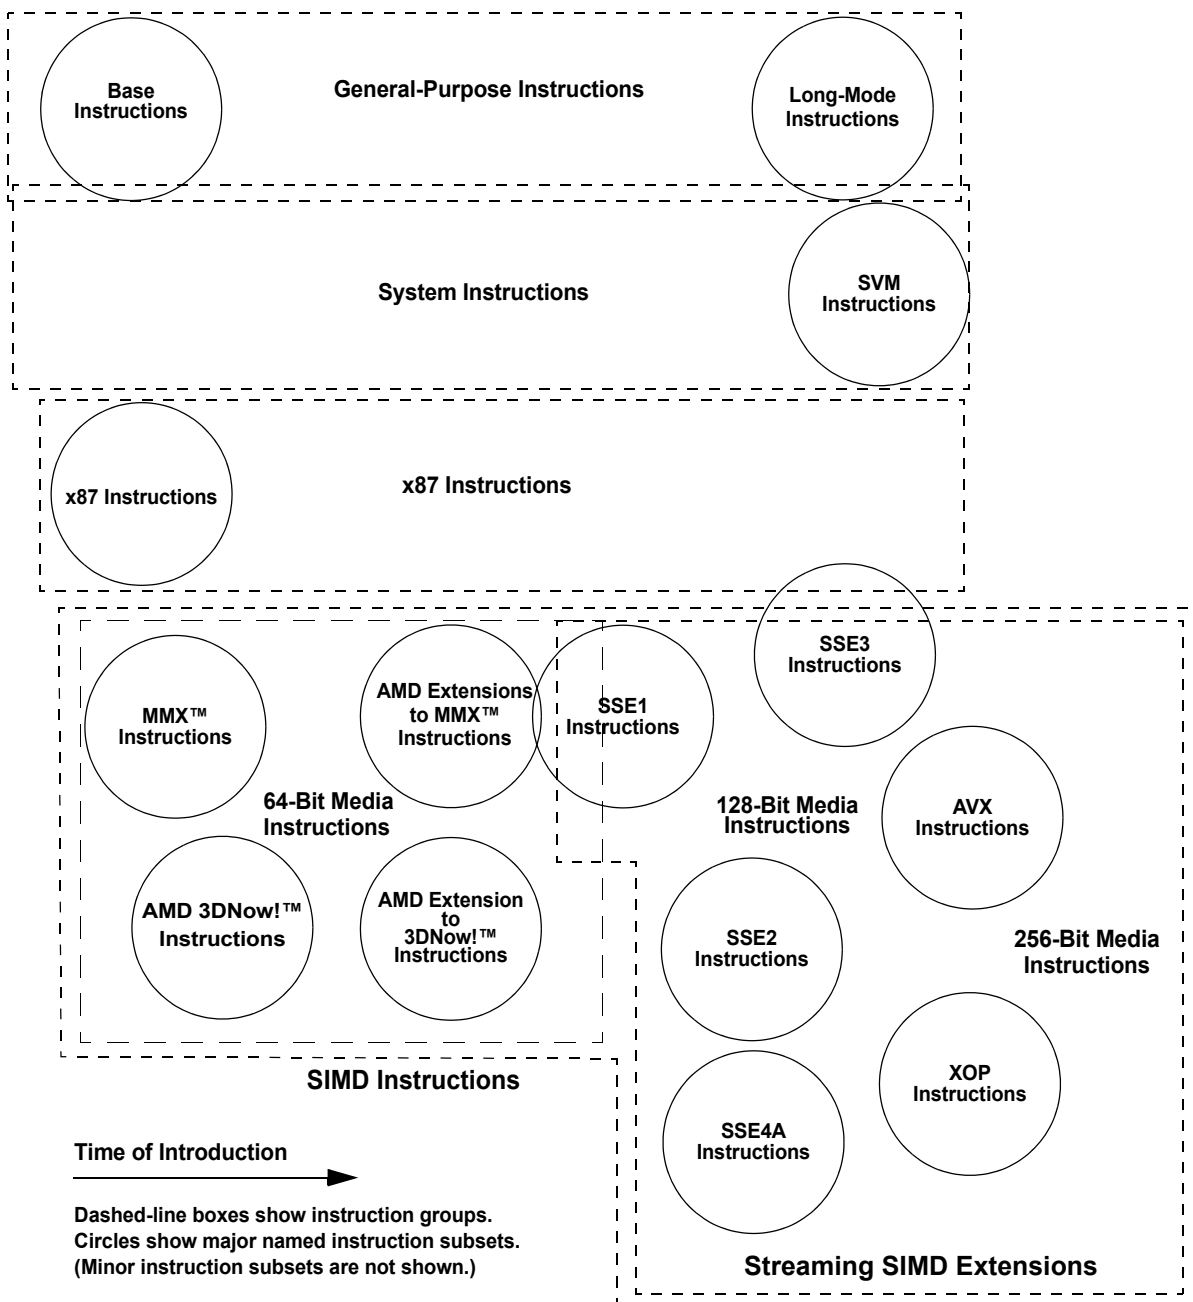 Base
Instructions
General-Purpose Instructions
Long-Mode
Instructions
System Instructions
SVM
Instructions
x87 Instructions
x87 Instructions
MMX™
Instructions
AMD Extensions
to MMX™
Instructions
SSE1
Instructions
SSE3
Instructions
64-Bit Media
Instructions
128-Bit Media
Instructions
AVX
Instructions
AMD 3DNow!™
Instructions
AMD Extension
to
3DNow!™
Instructions
SSE2
Instructions
256-Bit Media
Instructions
SIMD Instructions
XOP
Instructions
SSE4A
Instructions
Time of Introduction
Dashed-line boxes show instruction groups.
Circles show major named instruction subsets.
(Minor instruction subsets are not shown.)
Streaming SIMD Extensions